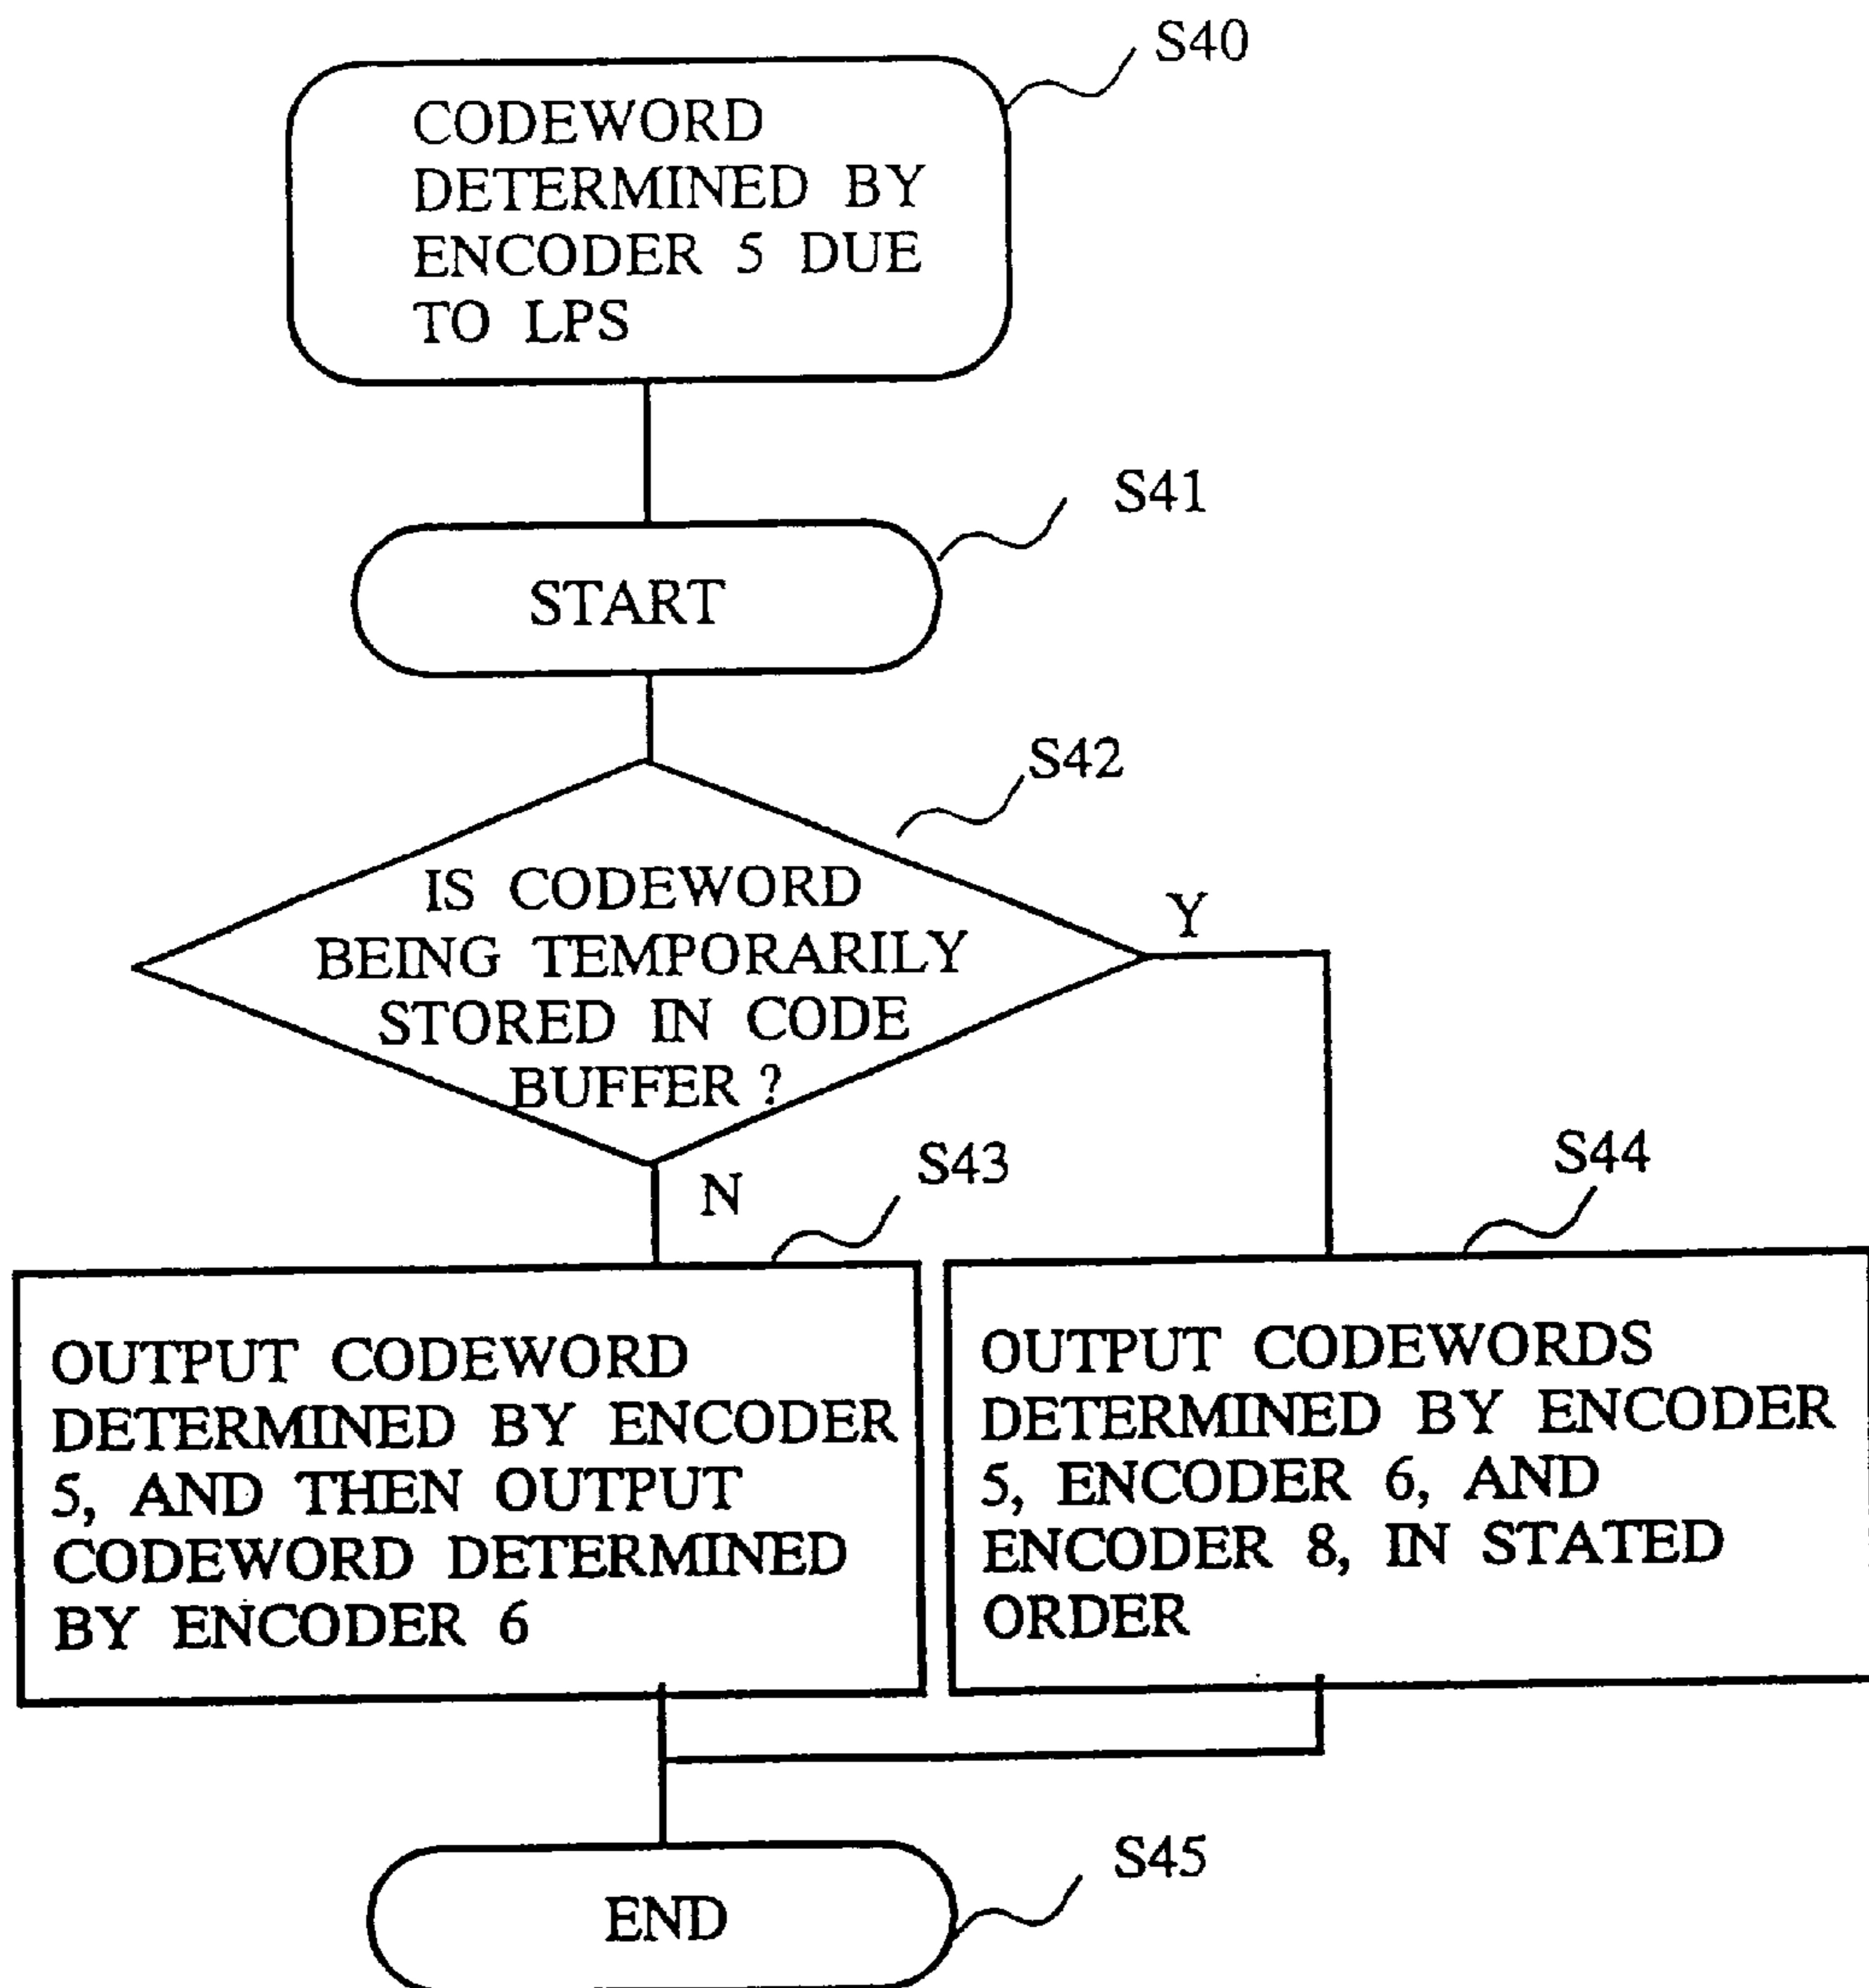 S40
CODEWORD
DETERMINED BY
ENCODER 5 DUE
TO LPS
S41
START
S42
IS CODEWORD
BEING TEMPORARILY
STORED IN CODE
BUFFER ?
Y
N
S43
S44
OUTPUT CODEWORD
DETERMINED BY ENCODER
5, AND THEN OUTPUT
CODEWORD DETERMINED
BY ENCODER 6
OUTPUT CODEWORDS
DETERMINED BY ENCODER
5, ENCODER 6, AND
ENCODER 8, IN STATED
ORDER
S45
END